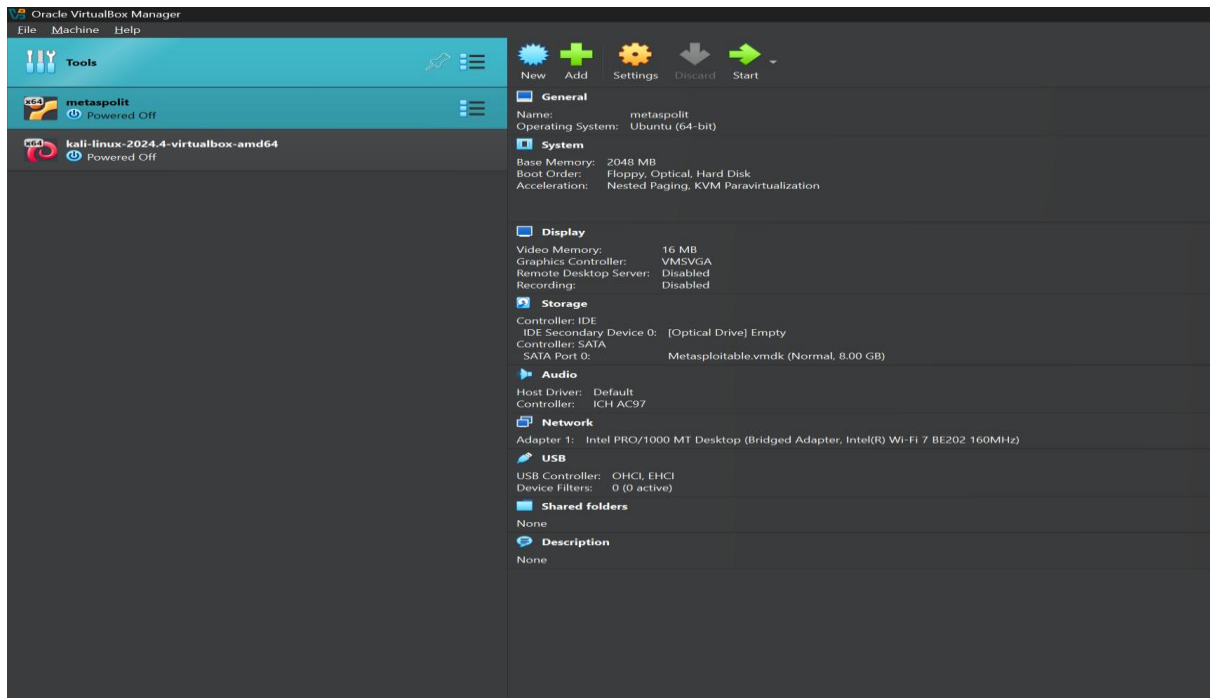 Oracle VirtualBox Manager
File Machine Help
Tools
New Add Settings Discard Start
x64
metaspolit
Powered Off
x64
kali-linux-2024.4-virtualbox-amd64
Powered Off
General
Name: metaspolit
Operating System: Ubuntu (64-bit)
System
Base Memory: 2048 MB
Boot Order: Floppy, Optical, Hard Disk
Acceleration: Nested Paging, KVM Paravirtualization
Display
Video Memory: 16 MB
Graphics Controller: VMSVGA
Remote Desktop Server: Disabled
Recording: Disabled
Storage
Controller: IDE
IDE Secondary Device 0: [Optical Drive] Empty
Controller: SATA
SATA Port 0: Metasploitable.vmdk (Normal, 8.00 GB)
Audio
Host Driver: Default
Controller: ICH AC97
Network
Adapter 1: Intel PRO/1000 MT Desktop (Bridged Adapter, Intel(R) Wi-Fi 7 BE202 160MHz)
USB
USB Controller: OHCI, EHCI
Device Filters: 0 (0 active)
Shared folders
None
Description
None